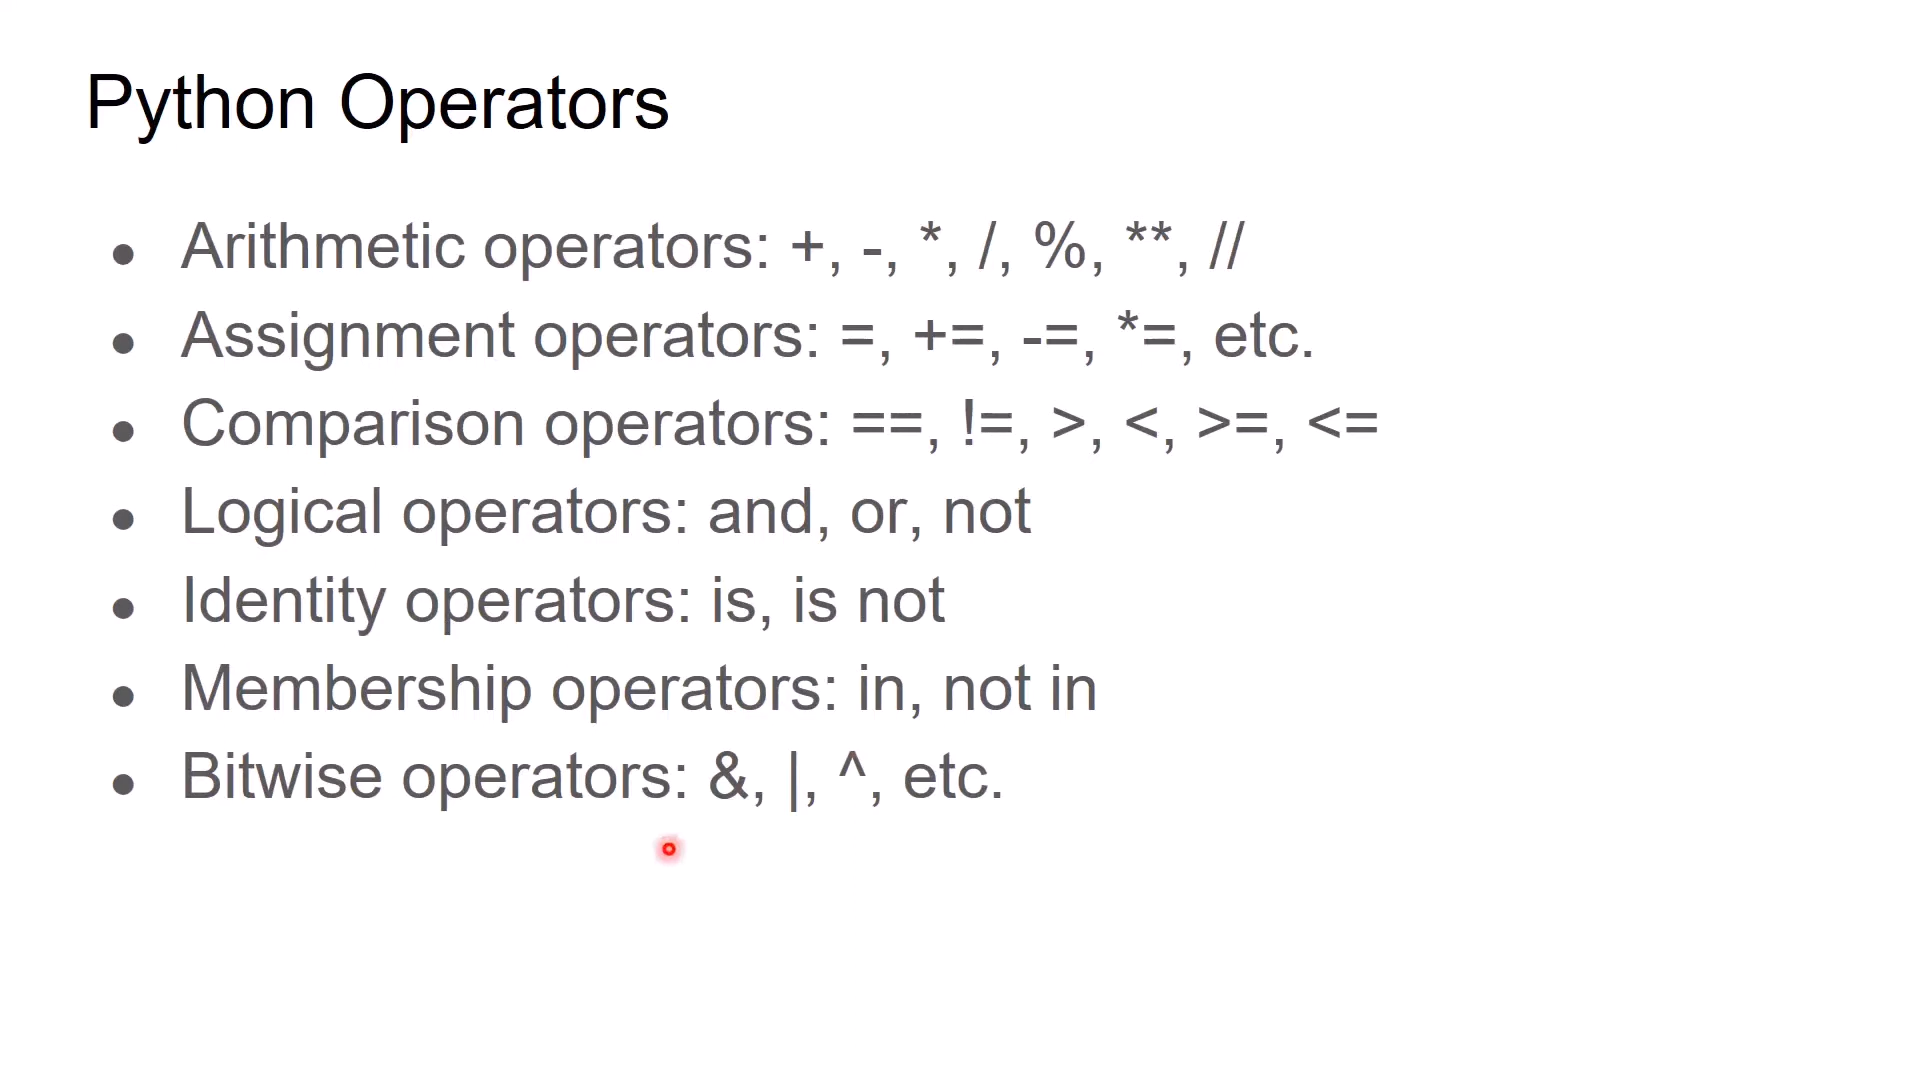 Python Operators
● Arithmetic operators: +, -, *, /, %, **, //
● Assignment operators: =, +=, -=, *=, etc.
● Comparison operators: ==, !=, >, <, >=, <=
● Logical operators: and, or, not
● Identity operators: is, is not
● Membership operators: in, not in
● Bitwise operators: &, |, ^, etc.